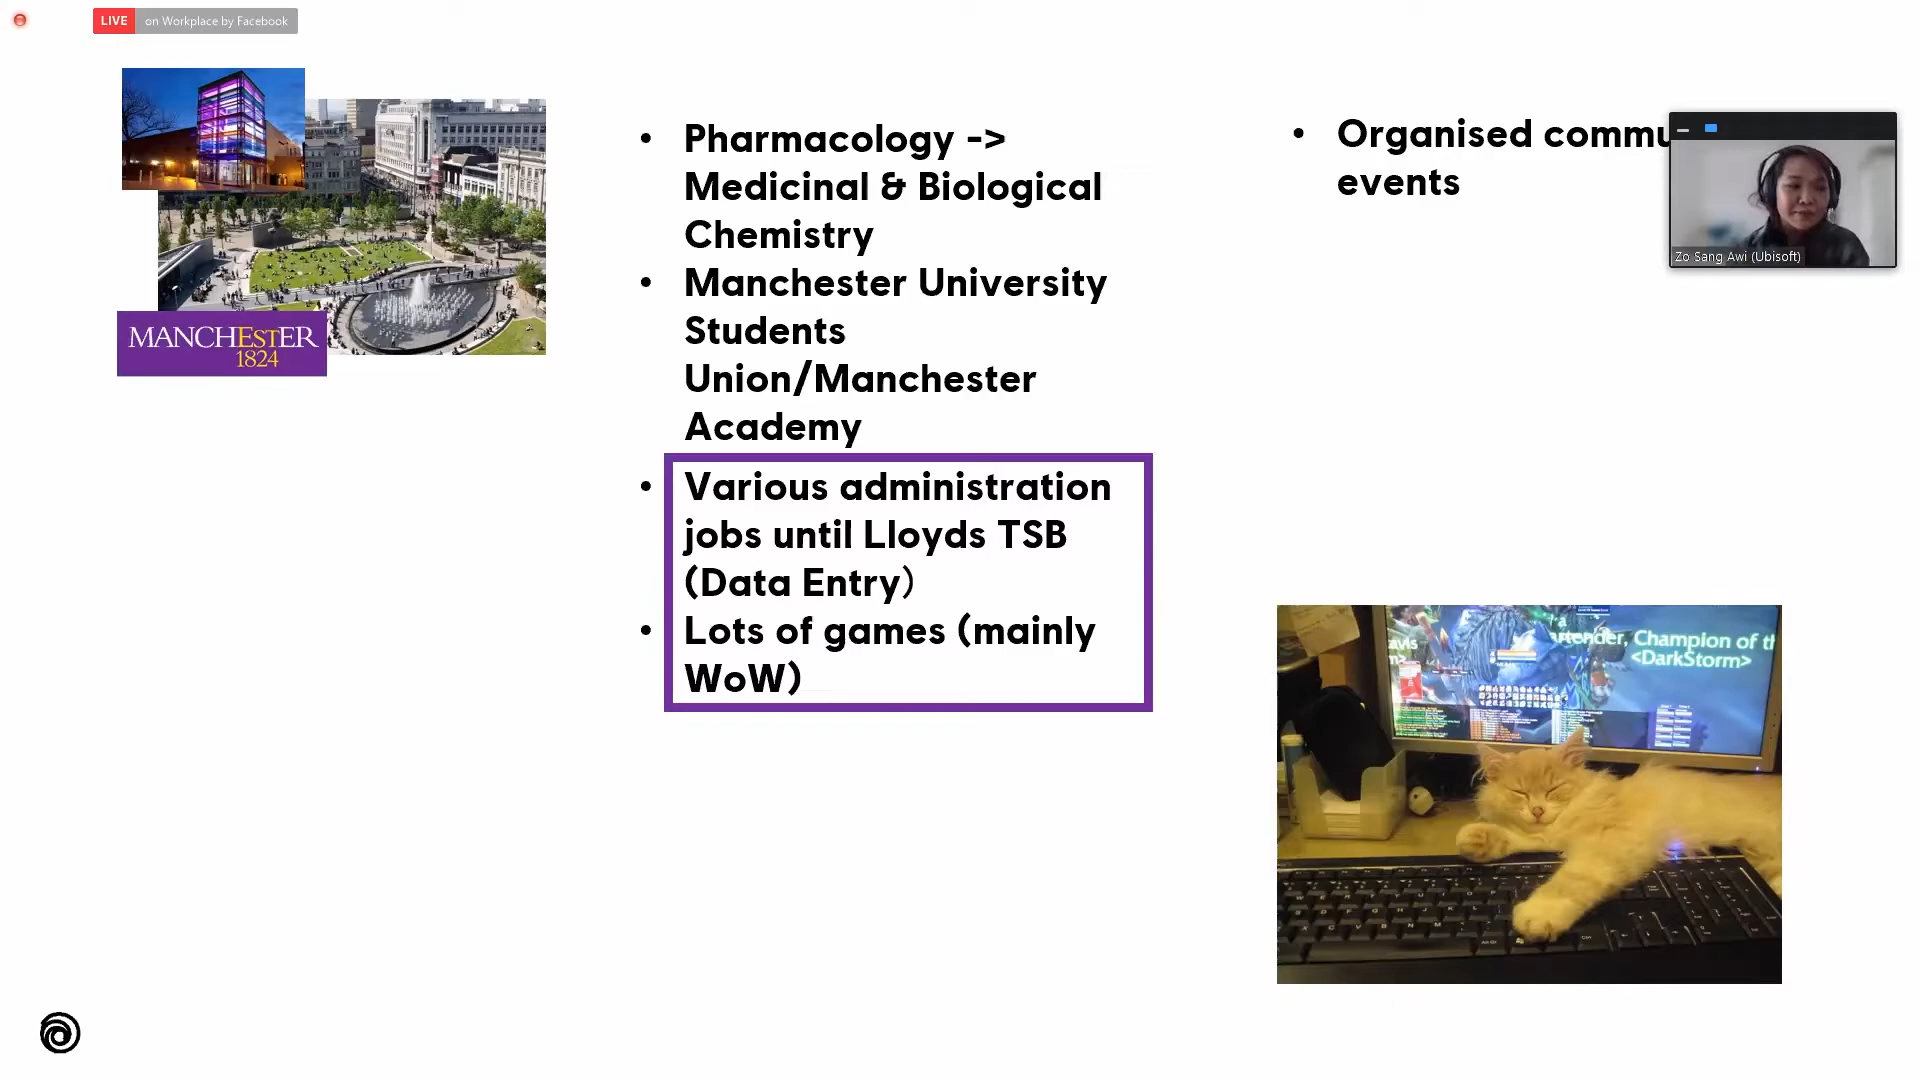 LIVE on Workplace by Facebook
MANCHEStER
1824
• Pharmacology ->
Medicinal & Biological
Chemistry
• Manchester University
Students
Union/Manchester
Academy
• Various administration
jobs until Lloyds TSB
(Data Entry)
• Lots of games (mainly
WoW)
• Organised commu
events
Zo Sang Awi (Ubisoft)
Champion of th
<DarkStorm>